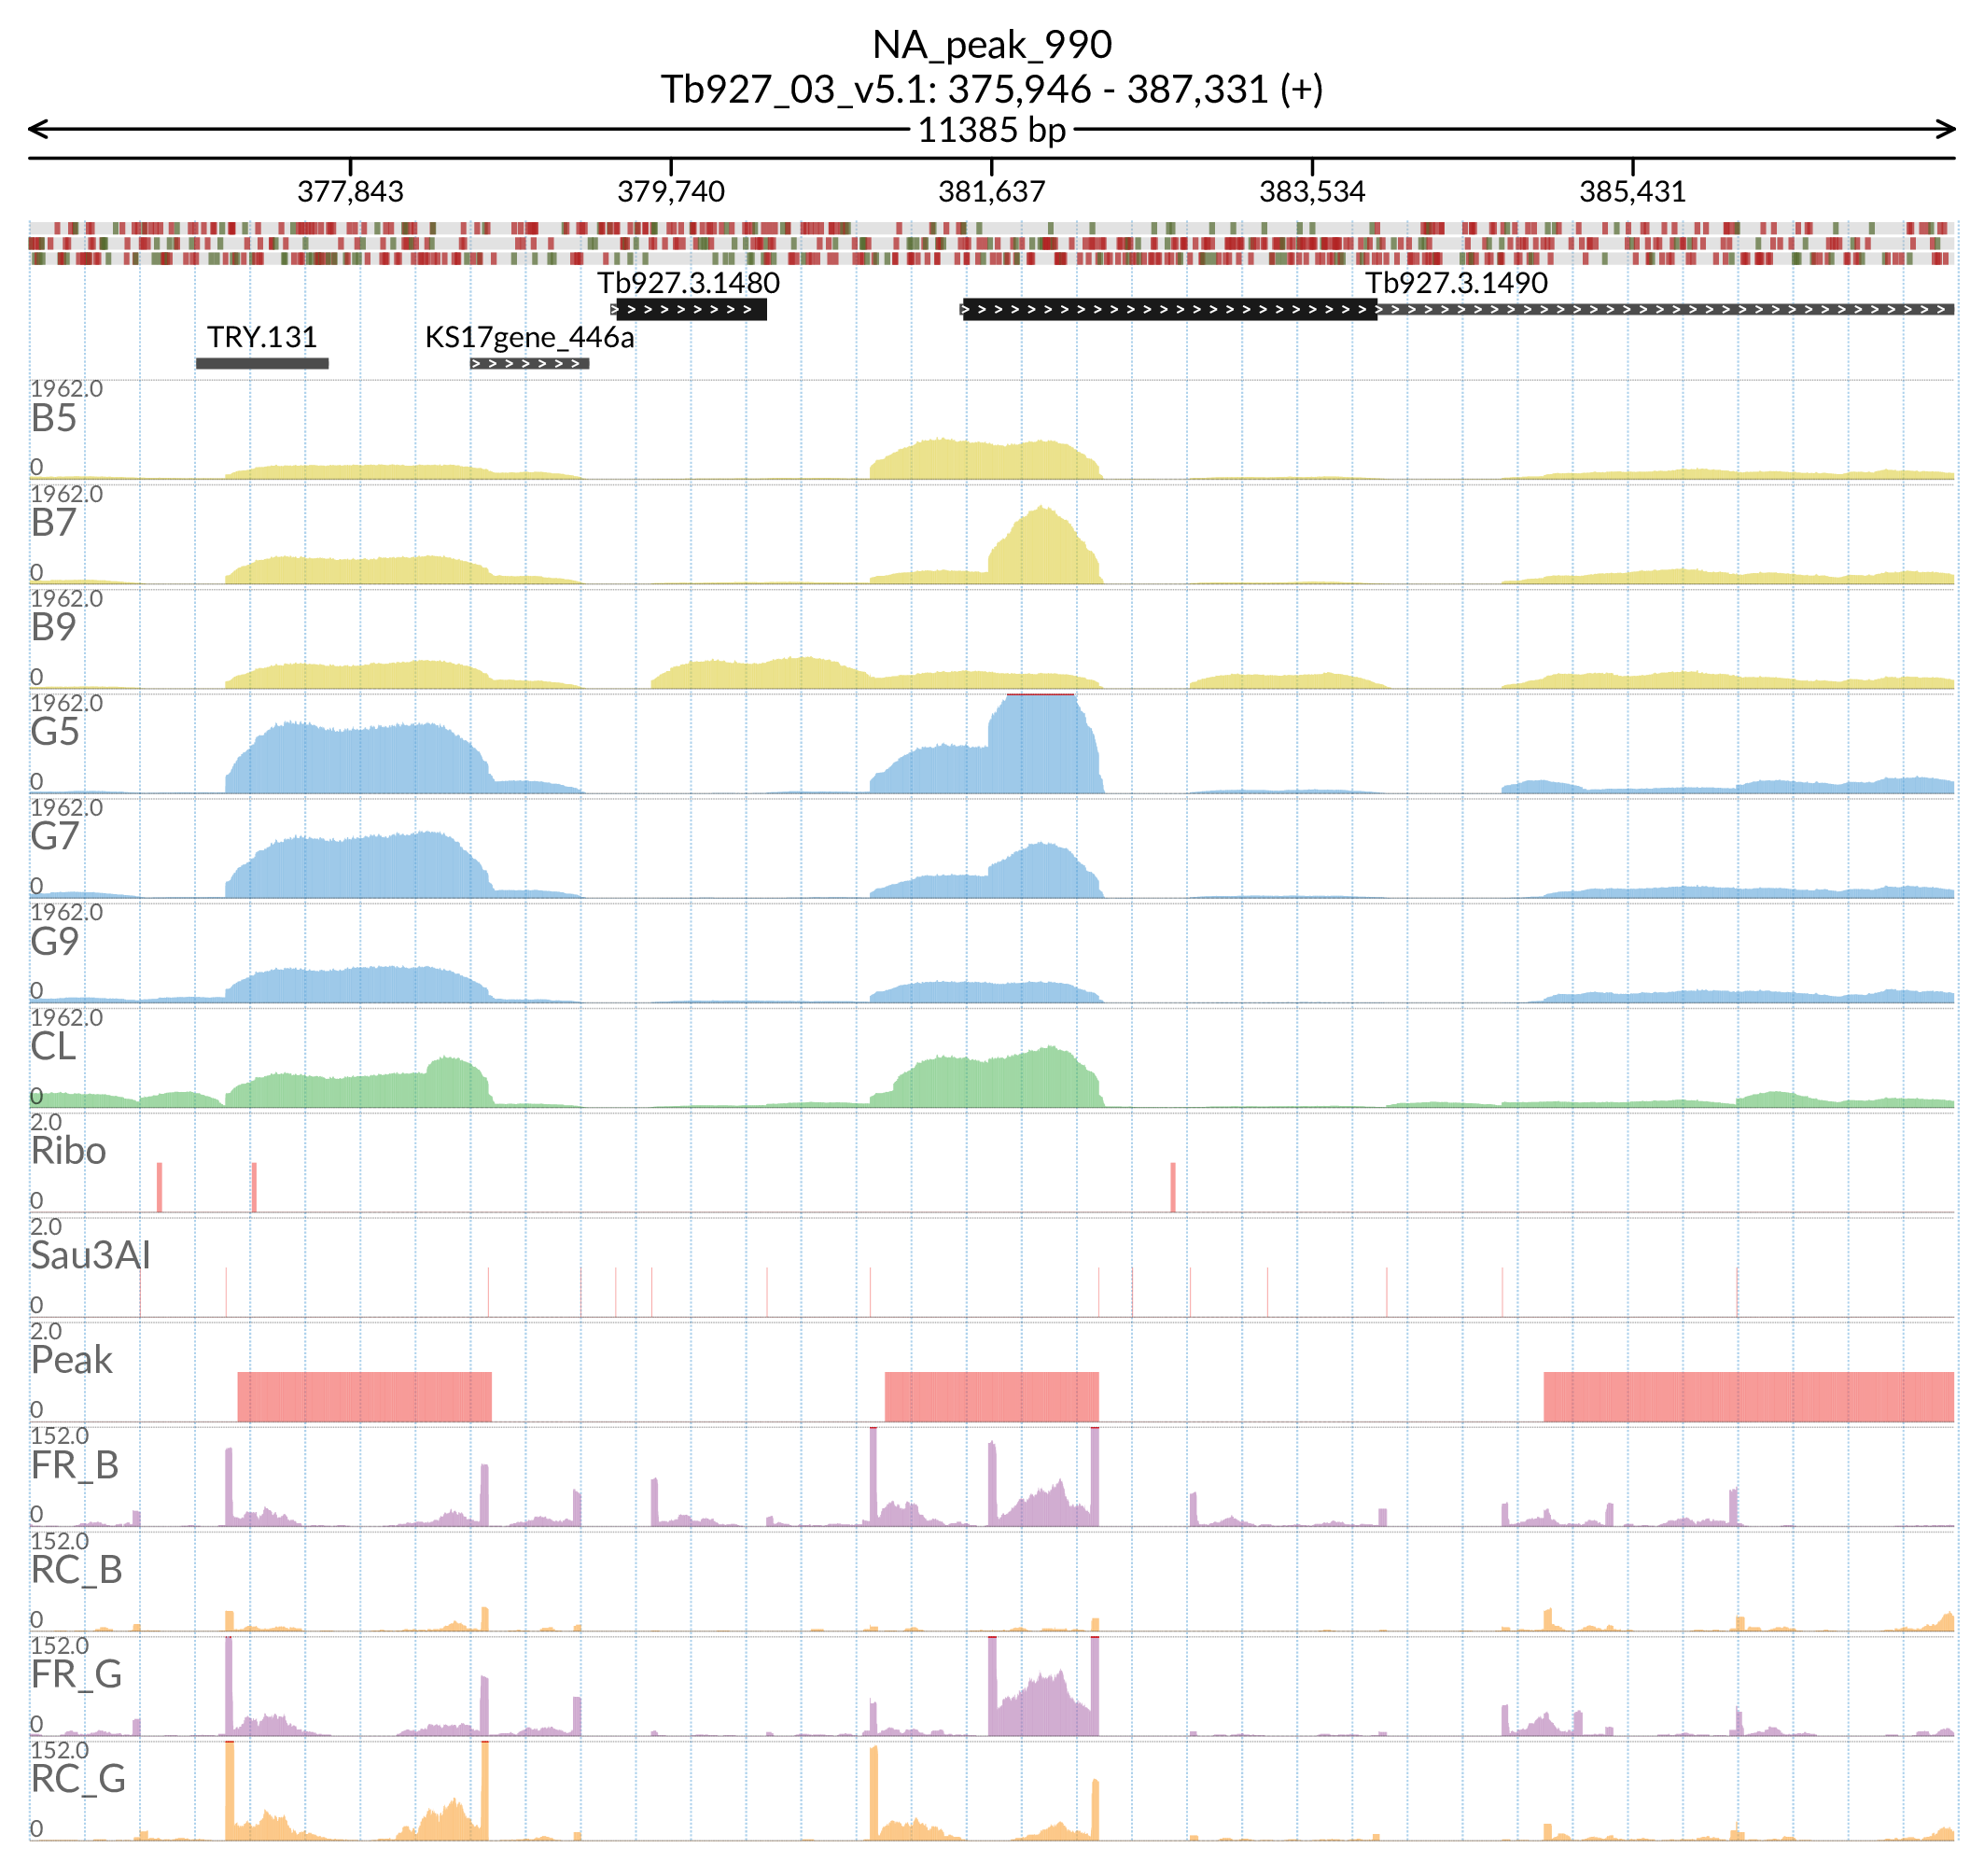 NA_peak_990
Tb927_03_v5.1: 375,946 - 387,331 (+)
11385 bp
377,843 379,740 381,637 383,534 385,431
Tb927.3.1480 Tb927.3.1490
TRY.131 KS17gene_446a
1962.0
B5
0
1962.0
B7
0
1962.0
B9
0
1962.0
G5
0
1962.0
G7
0
1962.0
G9
0
1962.0
CL
0
2.0
Ribo
0
2.0
Sau3AI
0
2.0
Peak
0
152.0
FR_B
0
152.0
RC_B
0
152.0
FR_G
0
152.0
RC_G
0